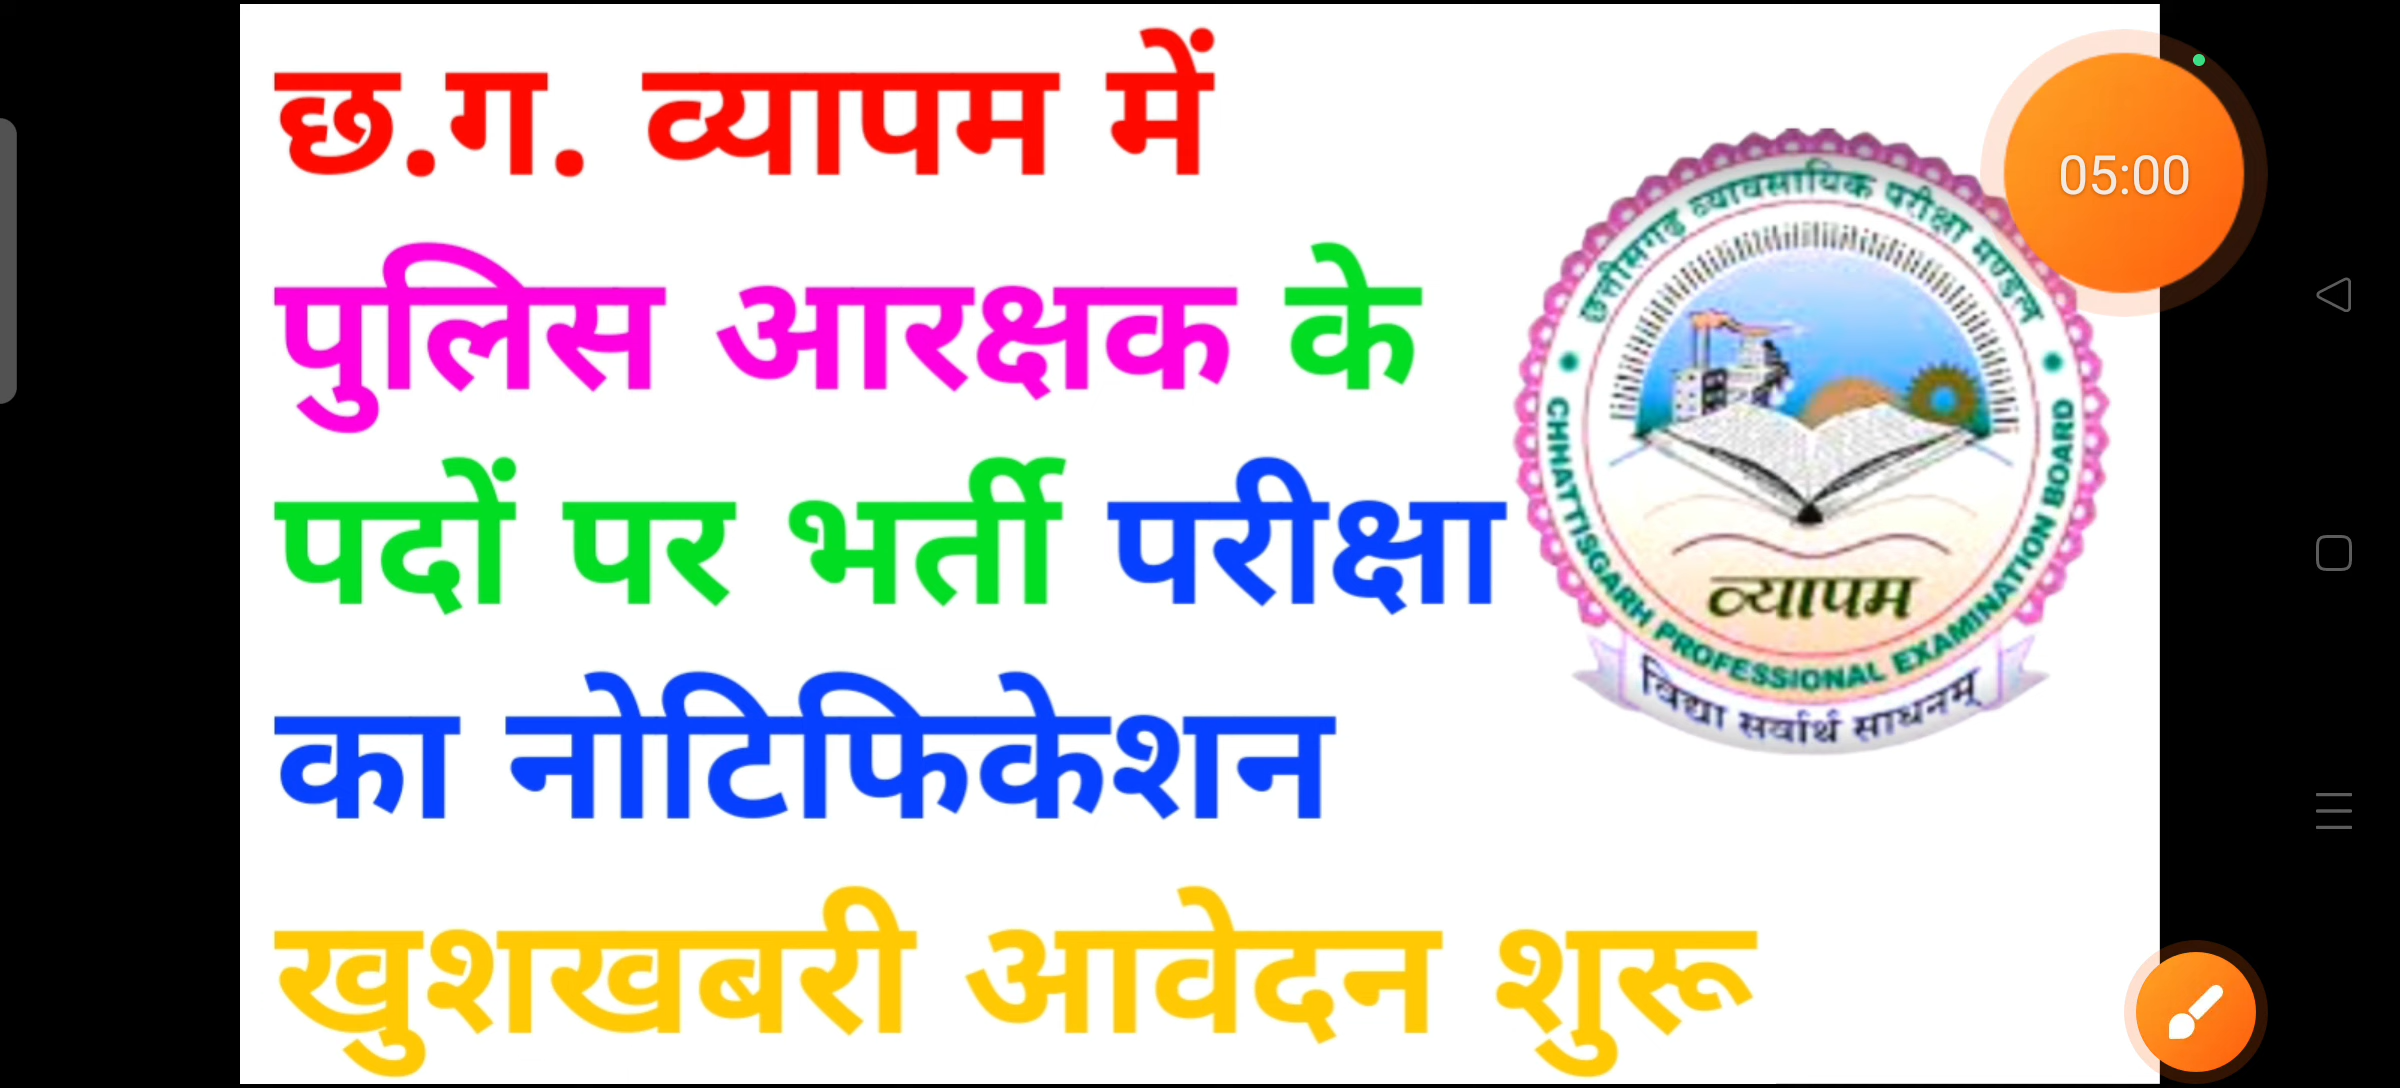 छ.ग. व्यापम में
पुलिस आरक्षक के
पदों पर भर्ती परीक्षा
का नोटिफिकेशन
खुशखबरी आवेदन शुरू
छत्तीसगढ़ व्यावसायिक परीक्षा मण्डल
CHHATTISGARH PROFESSIONAL EXAMINATION BOARD
व्यापम
विद्या सर्वार्थ साधनम्
05:00